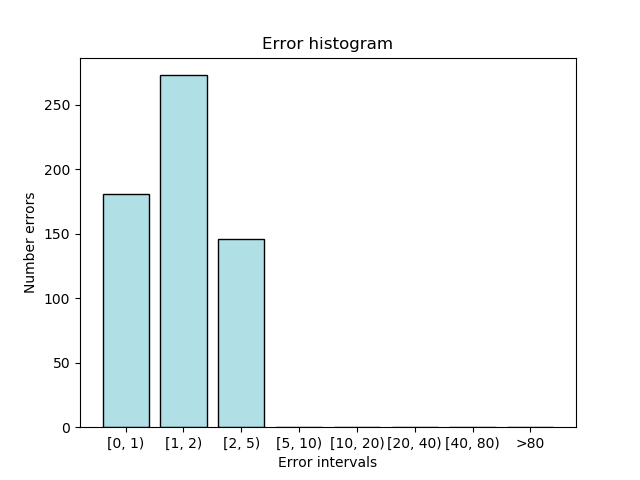 Error histogram
Number errors
250
200
150
100
50
0
[0, 1) [1, 2) [2, 5) [5, 10) [10, 20) [20, 40) [40, 80) >80
Error intervals